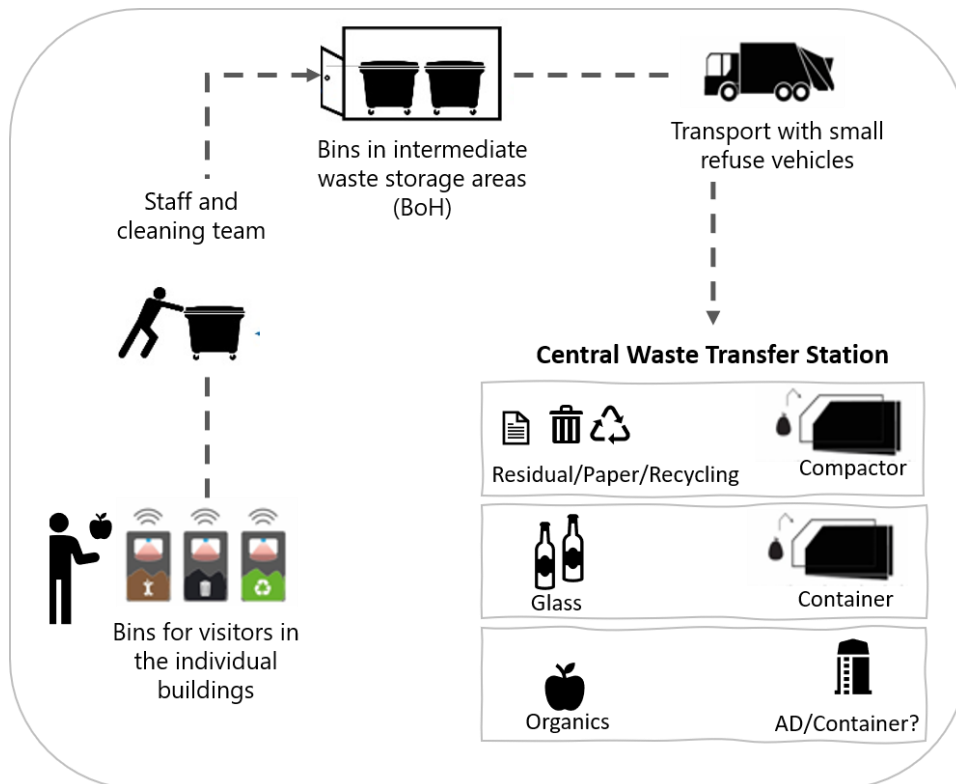 Bins in intermediate
waste storage areas
(BoH)
Transport with small
refuse vehicles
Staff and
cleaning team
Central Waste Transfer Station
Residual/Paper/Recycling
Compactor
Glass
Container
Bins for visitors in
the individual
buildings
Organics
AD/Container?